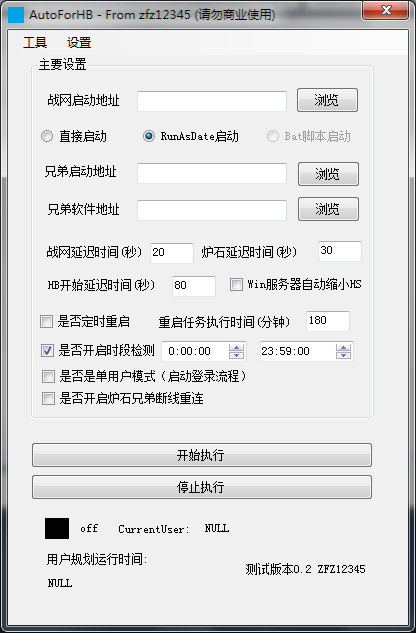 AutoForHB - From zfz12345 (请勿商业使用)
工具 设置
主要设置
战网启动地址 浏览
直接启动 RunAsDate启动 Bat脚本启动
兄弟启动地址 浏览
兄弟软件地址 浏览
战网延迟时间(秒) 20 炉石延迟时间(秒) 30
HB开始延迟时间(秒) 80 Win服务器自动缩小HS
是否定时重启 重启任务执行时间(分钟) 180
是否开启时段检测 0:00:00 23:59:00
是否是单用户模式(启动登录流程)
是否开启炉石兄弟断线重连
开始执行
停止执行
off CurrentUser: NULL
用户规划运行时间:
NULL
测试版本0.2 ZFZ12345